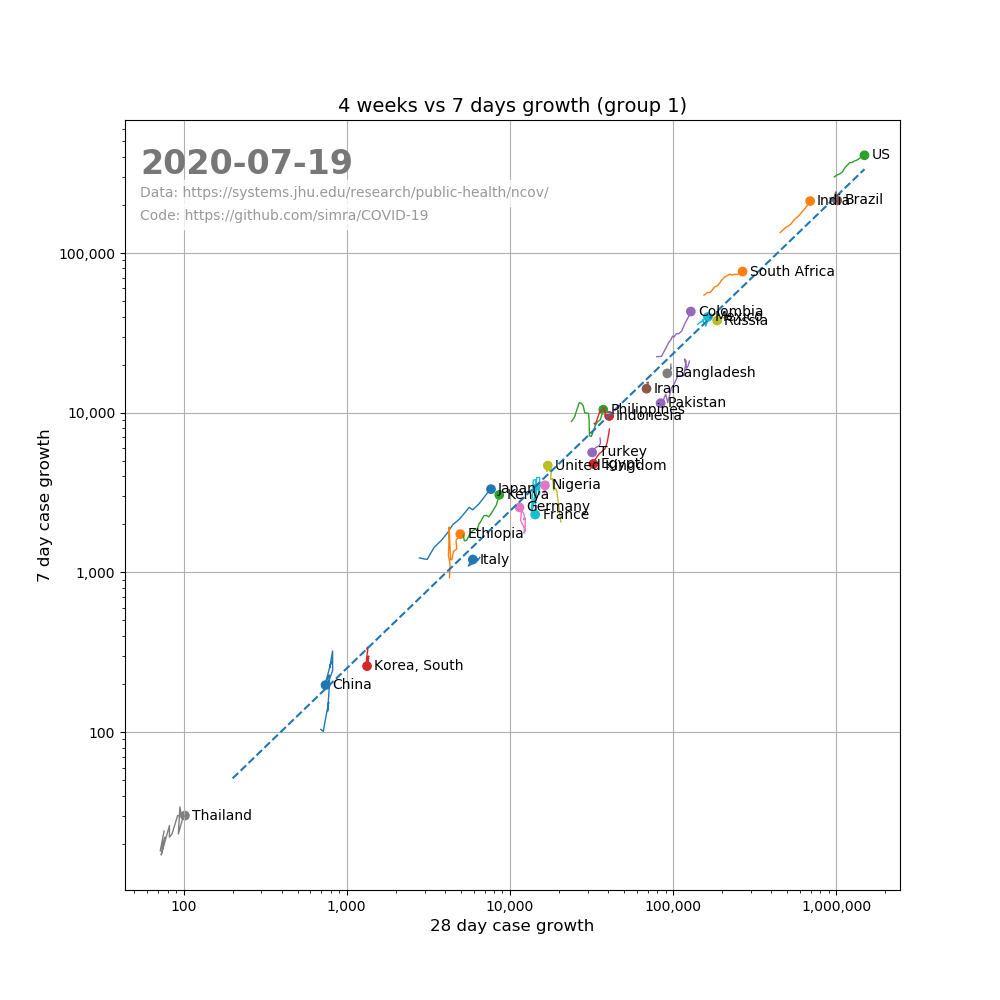 4 weeks vs 7 days growth (group 1)
2020-07-19
Data: https://systems.jhu.edu/research/public-health/ncov/
Code: https://github.com/simra/COVID-19
US
India
Brazil
100,000
South Africa
Colombia
Mexico
Russia
Bangladesh
Iran
Pakistan
10,000
Philippines
Indonesia
Turkey
Egypt
United Kingdom
Japan
Nigeria
Kenya
Germany
France
Ethiopia
Italy
1,000
Korea, South
China
100
Thailand
7 day case growth
100
1,000
10,000
100,000
1,000,000
28 day case growth